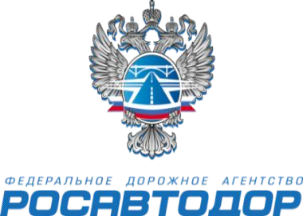 ФЕДЕРАЛЬНОЕ ДОРОЖНОЕ АГЕНТСТВО
РОСАВТОДОР